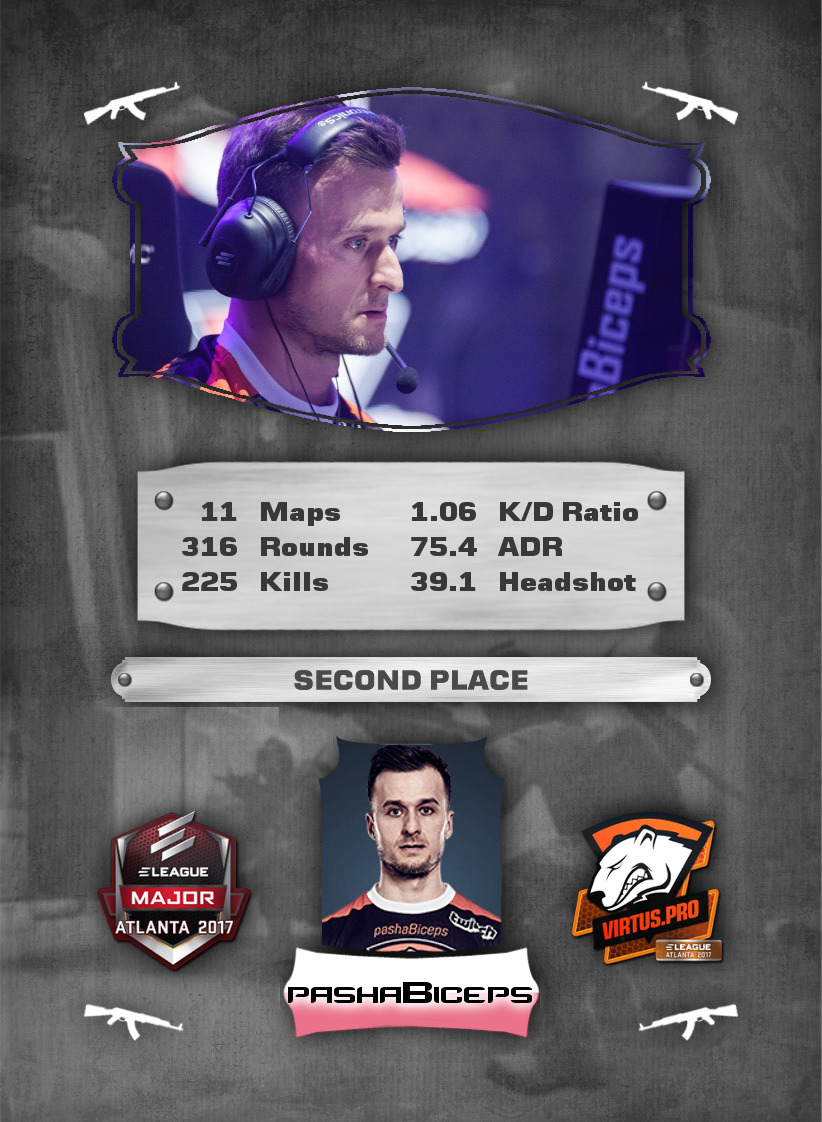 aBiceps
11 Maps 1.06 K/D Ratio
316 Rounds 75.4 ADR
225 Kills 39.1 Headshot
SECOND PLACE
ELEAGUE
MAJOR
ATLANTA 2017
pashaBiceps
twitch
VIRTUS.PRO
ELEAGUE
ATLANTA 2017
PASHABICEPS